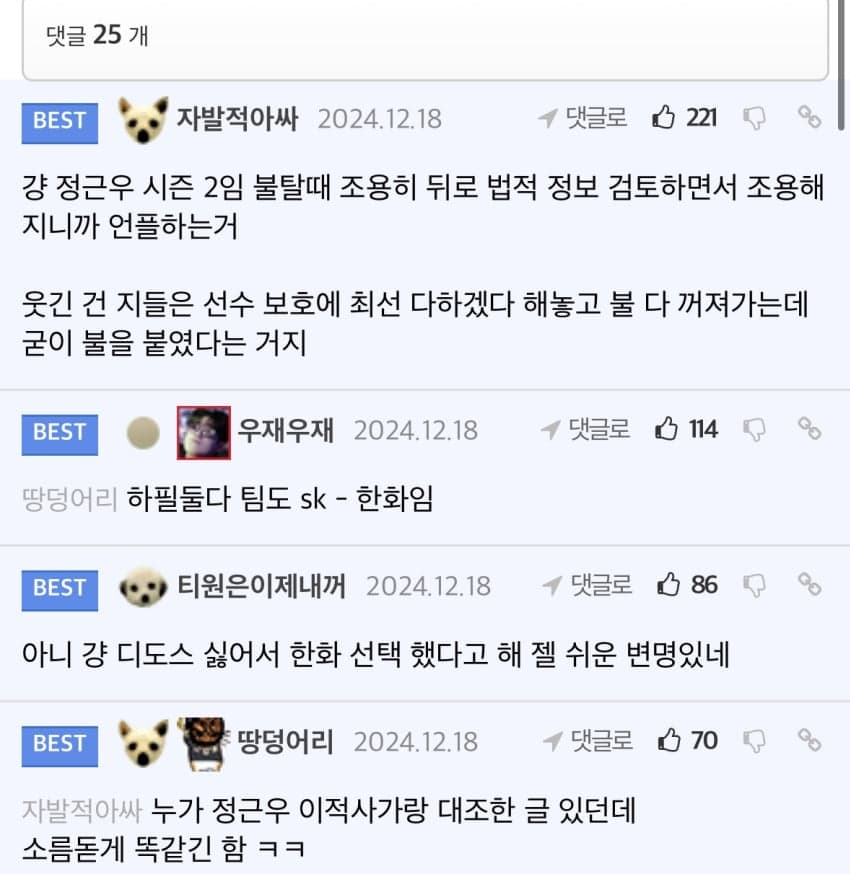 댓글 25 개
BEST 자발적아싸 2024.12.18 댓글로 221
걍 정근우 시즌 2임 불탈때 조용히 뒤로 법적 정보 검토하면서 조용해
지니까 언플하는거
웃긴 건 지들은 선수 보호에 최선 다하겠다 해놓고 불 다 꺼져가는데
굳이 불을 붙였다는 거지
BEST 우재우재 2024.12.18 댓글로 114
땅덩어리 하필둘다 팀도 sk - 한화임
BEST 티원은이제내꺼 2024.12.18 댓글로 86
아니 걍 디도스 싫어서 한화 선택 했다고 해 젤 쉬운 변명있네
BEST 땅덩어리 2024.12.18 댓글로 70
자발적아싸 누가 정근우 이적사가랑 대조한 글 있던데
소름돋게 똑같긴 함 ㅋㅋ